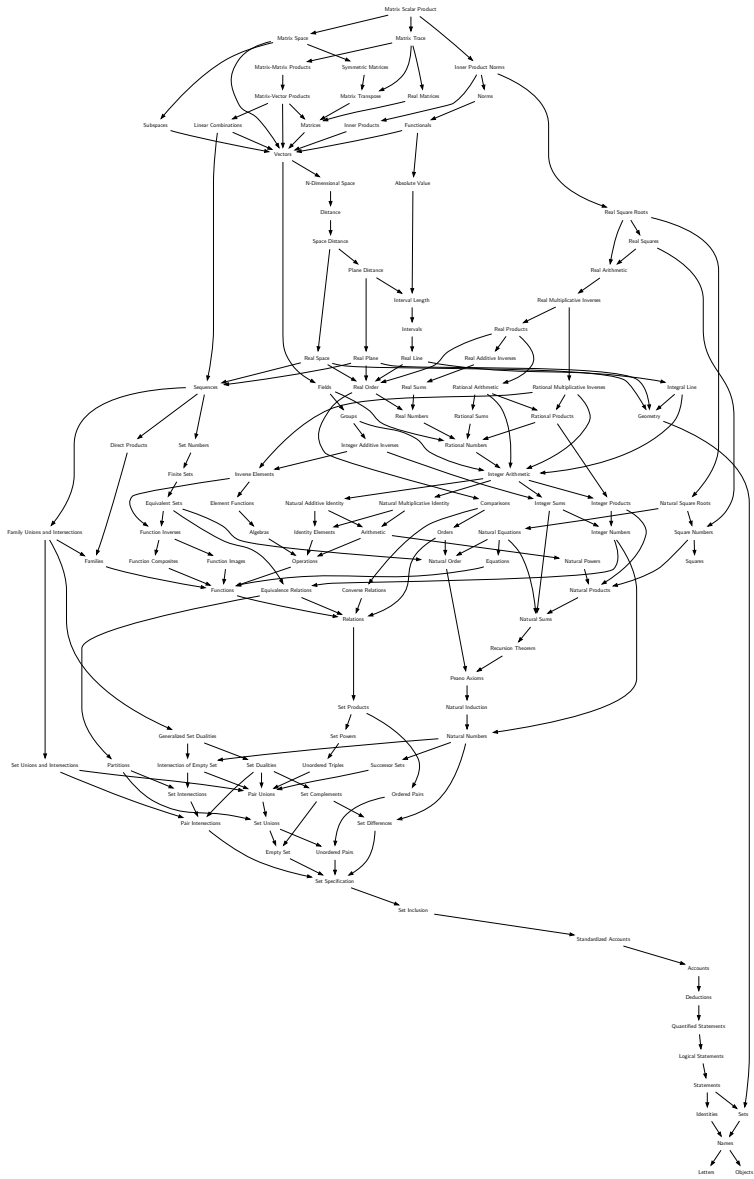 Matrix Scalar Product
Matrix Space
Matrix Trace
Matrix-Matrix Products
Symmetric Matrices
Inner Product Norms
Matrix-Vector Products
Matrix Transpose
Real Matrices
Norms
Subspaces
Linear Combinations
Matrices
Inner Products
Functionals
Vectors
N-Dimensional Space
Absolute Value
Distance
Real Square Roots
Space Distance
Real Squares
Plane Distance
Real Arithmetic
Interval Length
Real Multiplicative Inverses
Intervals
Real Products
Real Space
Real Plane
Real Line
Real Additive Inverses
Sequences
Fields
Real Order
Real Sums
Rational Arithmetic
Rational Multiplicative Inverses
Integral Line
Groups
Real Numbers
Rational Sums
Rational Products
Geometry
Direct Products
Set Numbers
Integer Additive Inverses
Rational Numbers
Finite Sets
Inverse Elements
Integer Arithmetic
Equivalent Sets
Element Functions
Natural Additive Identity
Natural Multiplicative Identity
Comparisons
Integer Sums
Integer Products
Natural Square Roots
Family Unions and Intersections
Function Inverses
Algebras
Identity Elements
Arithmetic
Orders
Natural Equations
Integer Numbers
Square Numbers
Families
Function Composites
Function Images
Operations
Natural Order
Equations
Natural Powers
Squares
Functions
Equivalence Relations
Converse Relations
Natural Products
Relations
Natural Sums
Recursion Theorem
Peano Axioms
Set Products
Natural Induction
Generalized Set Dualities
Set Powers
Natural Numbers
Set Unions and Intersections
Partitions
Intersection of Empty Set
Set Dualities
Unordered Triples
Successor Sets
Set Intersections
Pair Unions
Set Complements
Ordered Pairs
Pair Intersections
Set Unions
Set Differences
Empty Set
Unordered Pairs
Set Specification
Set Inclusion
Standardized Accounts
Accounts
Deductions
Quantified Statements
Logical Statements
Statements
Identities
Sets
Names
Letters
Objects